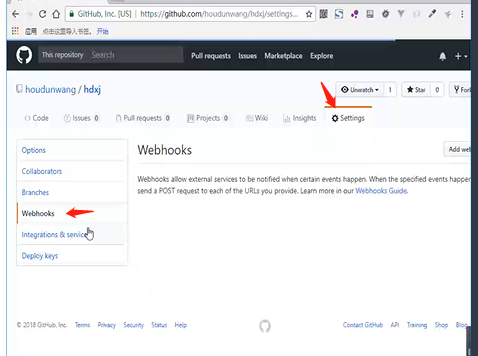 GitHub, Inc. [US] | https://github.com/houdunwang/hdxj/settings...
应用 点击这里导入书签。 开始
This repository Search Pull requests Issues Marketplace Explore
houdunwang / hdxj Unwatch 1 Star 0 Fork
Code Issues 0 Pull requests 0 Projects 0 Wiki Insights Settings
Options
Collaborators
Branches
Webhooks
Integrations & service
Deploy keys
Webhooks
Add web
Webhooks allow external services to be notified when certain events happen. When the specified events happen
send a POST request to each of the URLs you provide. Learn more in our Webhooks Guide.
© 2018 GitHub, Inc. Terms Privacy Security Status Help Contact GitHub API Training Shop Blog